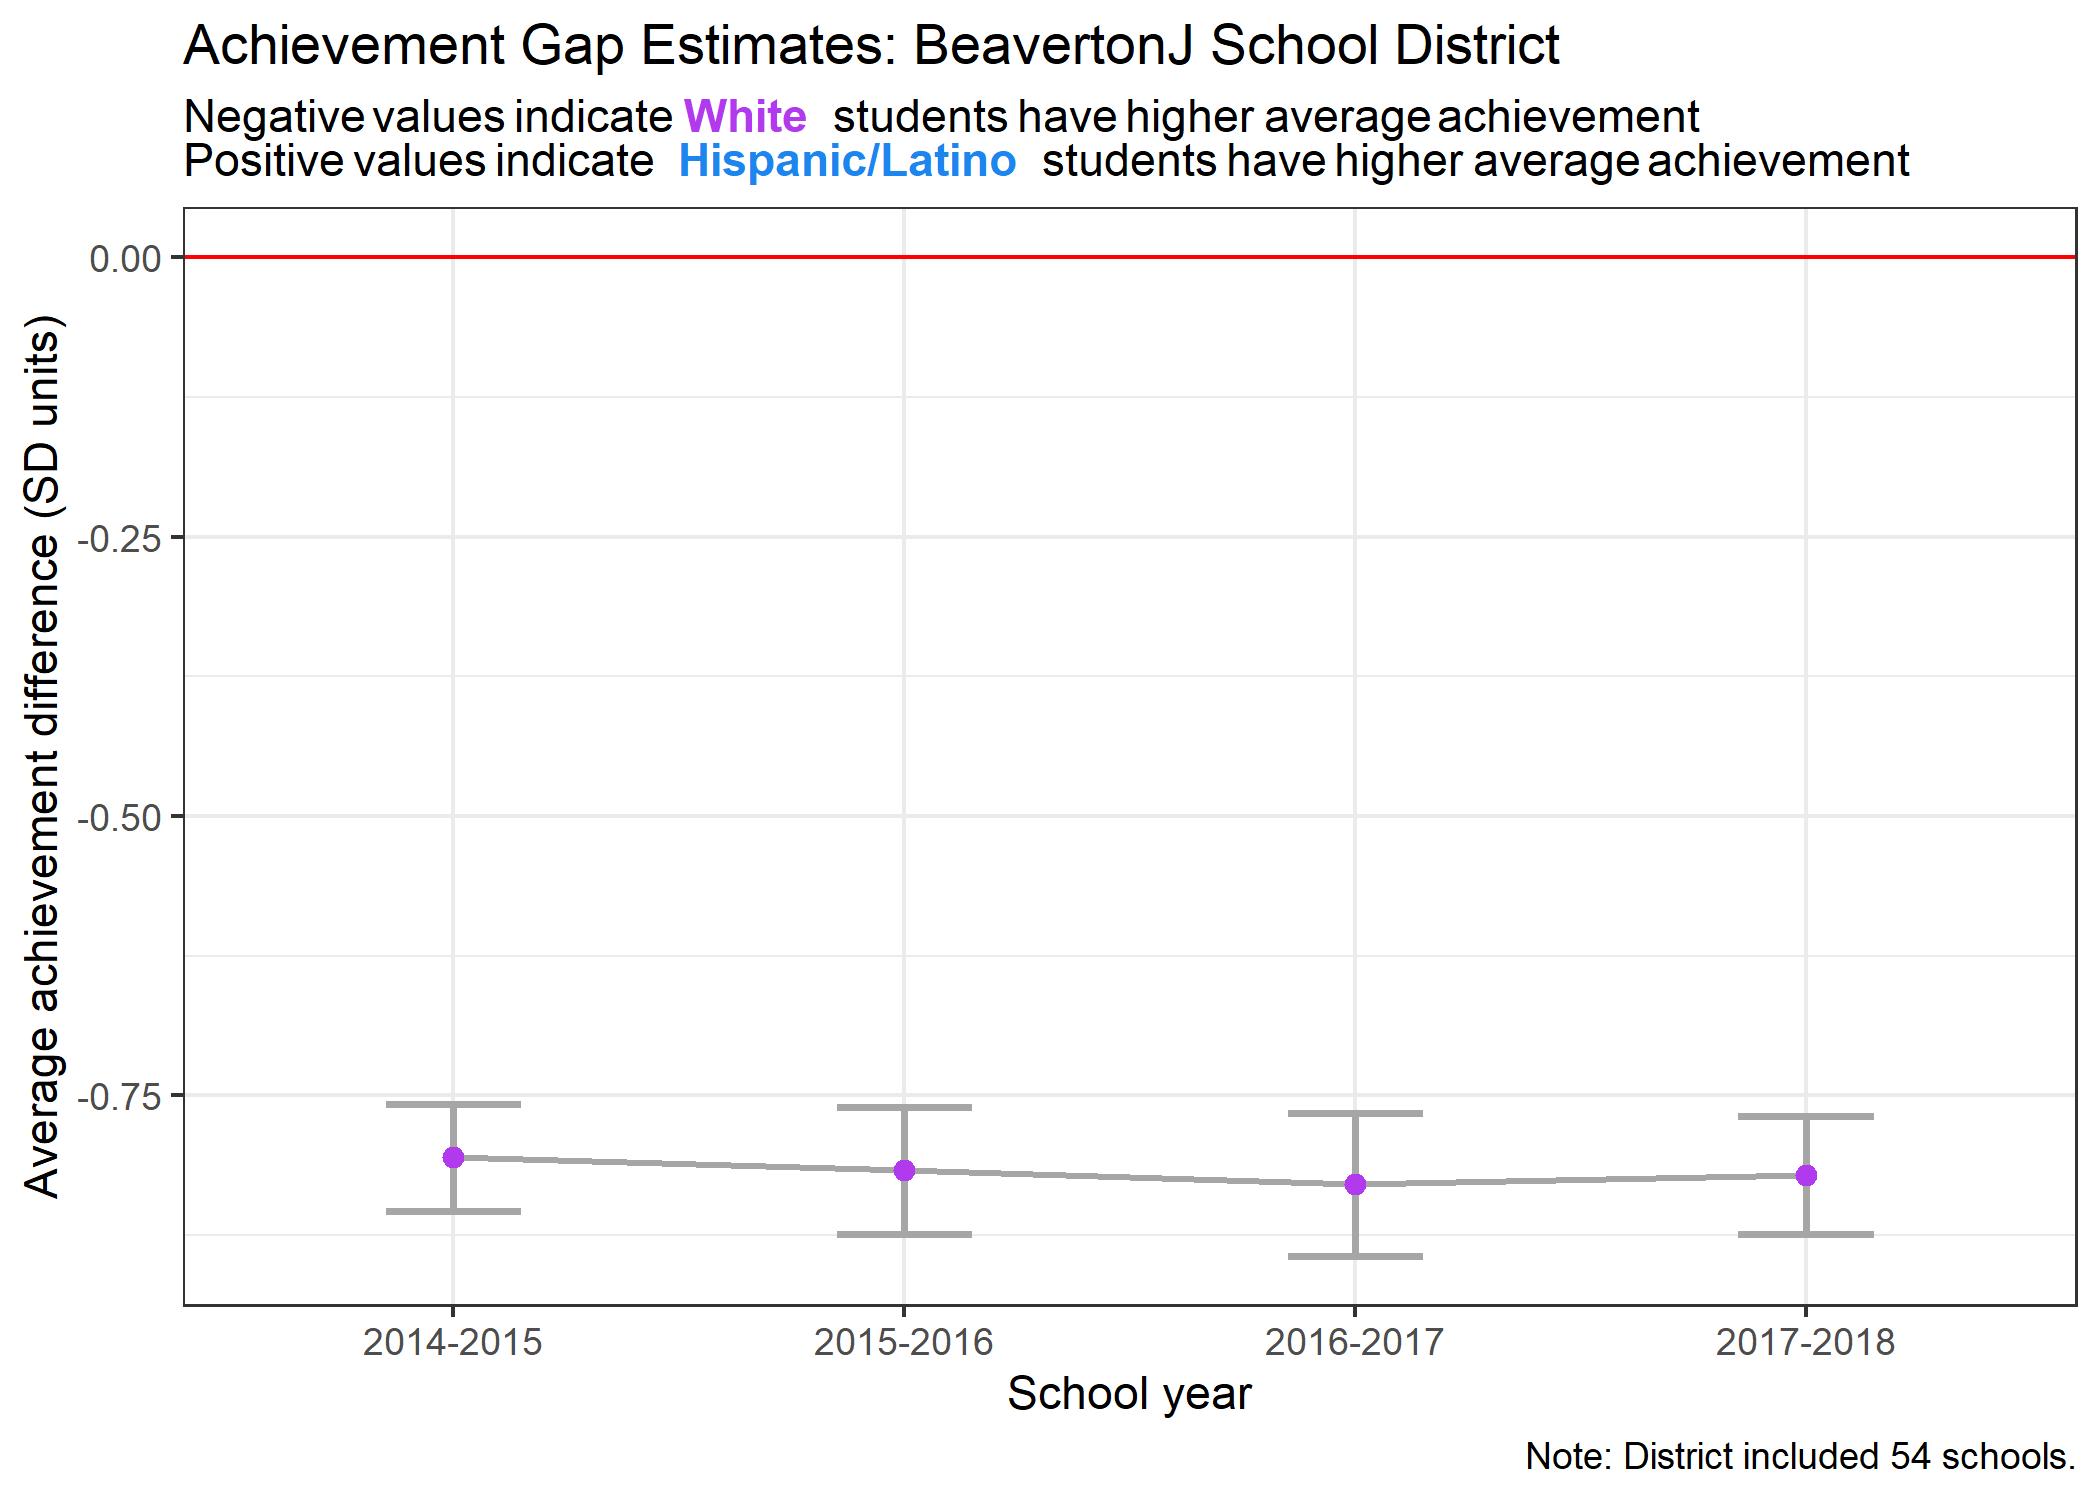 Achievement Gap Estimates: BeavertonJ School District
Negative values indicate White students have higher average achievement
Positive values indicate Hispanic/Latino students have higher average achievement
Average achievement difference (SD units)
0.00
-0.25
-0.50
-0.75
2014-2015 2015-2016 2016-2017 2017-2018
School year
Note: District included 54 schools.